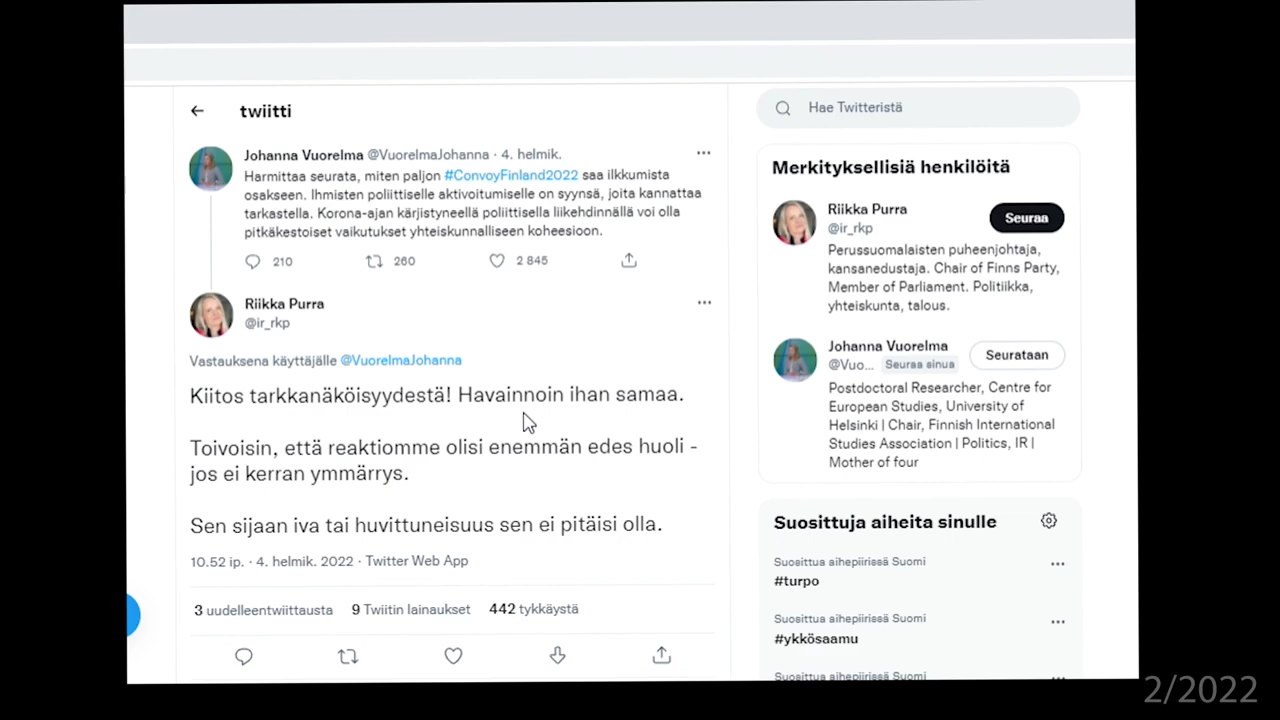 twiitti
Johanna Vuorelma @VuorelmaJohanna · 4. helmik.
Harmittaa seurata, miten paljon #ConvoyFinland2022 saa ilkkumista
osakseen. Ihmisten poliittiselle aktivoitumiselle on syynsä, joita kannattaa
tarkastella. Korona-ajan kärjistyneellä poliittisella liikehdinnällä voi olla
pitkäkestoiset vaikutukset yhteiskunnalliseen koheesioon.
210 260 2 845
Riikka Purra
@ir_rkp
Vastauksena käyttäjälle @VuorelmaJohanna
Kiitos tarkkanäköisyydestä! Havainnoin ihan samaa.
Toivoisin, että reaktiomme olisi enemmän edes huoli -
jos ei kerran ymmärrys.
Sen sijaan iva tai huvittuneisuus sen ei pitäisi olla.
10.52 ip. · 4. helmik. 2022 · Twitter Web App
3 uudelleentwiittausta 9 Twiitin lainaukset 442 tykkäystä
Hae Twitteristä
Merkityksellisiä henkilöitä
Riikka Purra
@ir_rkp
Seuraa
Perussuomalaisten puheenjohtaja,
kansanedustaja. Chair of Finns Party,
Member of Parliament. Politiikka,
yhteiskunta, talous.
Johanna Vuorelma
@Vuo... Seuraa sinua
Seurataan
Postdoctoral Researcher, Centre for
European Studies, University of
Helsinki | Chair, Finnish International
Studies Association | Politics, IR |
Mother of four
Suosittuja aiheita sinulle
Suosittua aihepiirissä Suomi
#turpo
Suosittua aihepiirissä Suomi
#ykkösaamu
Suosittua aihepiirissä Suomi
2/2022